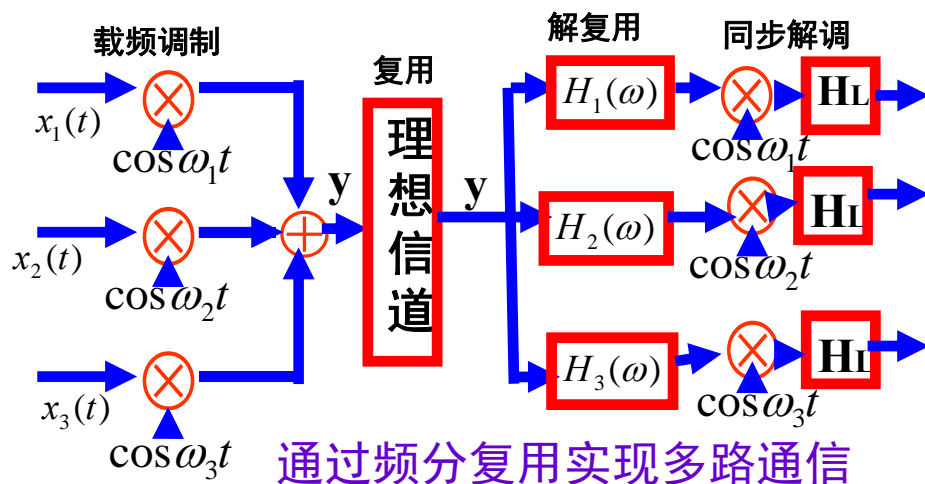 载频调制
复用
解复用
同步解调
x₁(t)
cosω₁t
x₂(t)
cosω₂t
x₃(t)
cosω₃t
y
理想信道
y
H₁(ω)
cosω₁t
HL
H₂(ω)
cosω₂t
HL
H₃(ω)
cosω₃t
HL
通过频分复用实现多路通信